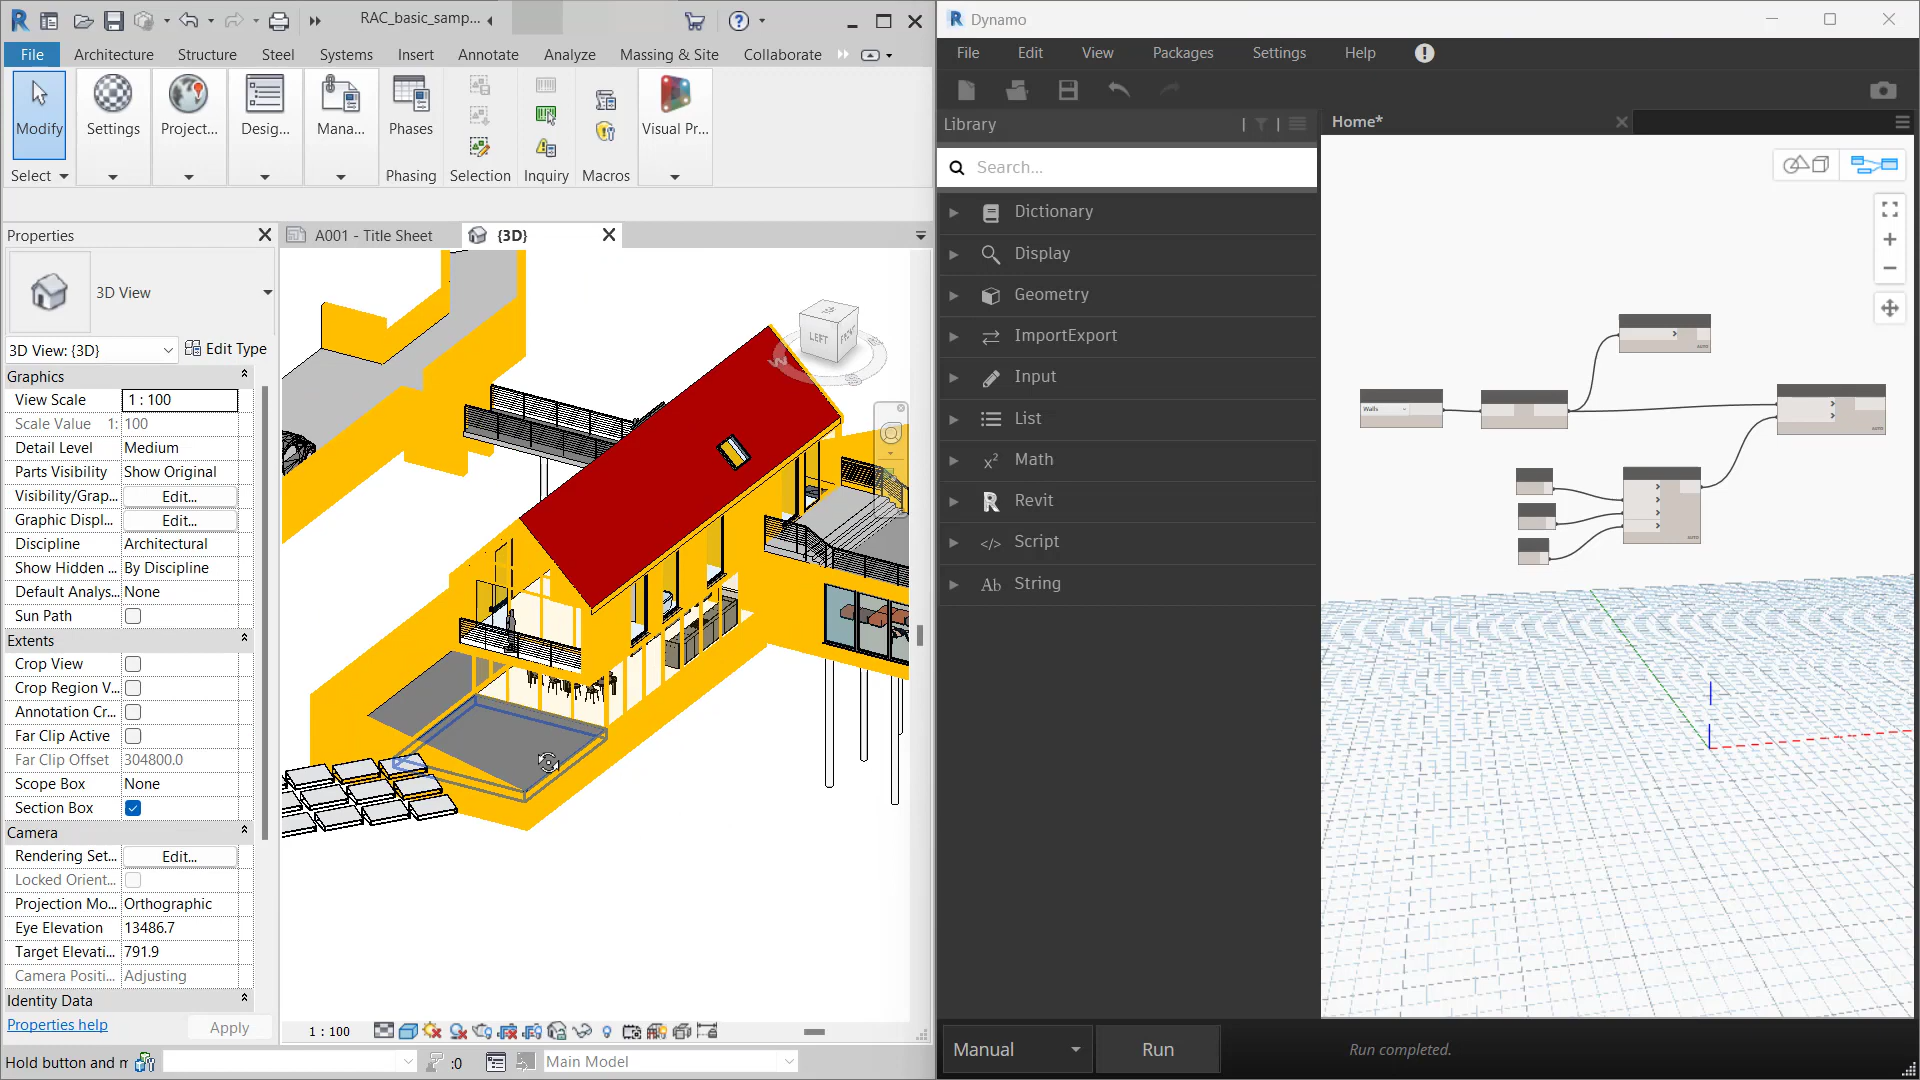 RAC_basic_samp...
File
Architecture
Structure
Steel
Systems
Insert
Annotate
Analyze
Massing & Site
Collaborate
Modify
Settings
Project...
Desig...
Mana...
Phases
Visual Pr...
Select
Phasing
Selection
Inquiry
Macros
Properties
A001 - Title Sheet
{3D}
3D View
3D View: {3D}
Edit Type
Graphics
View Scale
1 : 100
Scale Value 1:
100
Detail Level
Medium
Parts Visibility
Show Original
Visibility/Grap...
Edit...
Graphic Displ...
Edit...
Discipline
Architectural
Show Hidden ...
By Discipline
Default Analys...
None
Sun Path
Extents
Crop View
Crop Region V...
Annotation Cr...
Far Clip Active
Far Clip Offset
304800.0
Scope Box
None
Section Box
Camera
Rendering Set...
Edit...
Locked Orient...
Projection Mo...
Orthographic
Eye Elevation
13486.7
Target Elevati...
791.9
Camera Positi...
Adjusting
Identity Data
Properties help
Apply
LEFT
FRONT
1 : 100
Hold button and m
:0
Main Model
Dynamo
File
Edit
View
Packages
Settings
Help
Library
Home*
Search...
Dictionary
Display
Geometry
ImportExport
Input
List
Math
Revit
Script
Ab String
Walls
AUTO
AUTO
AUTO
Manual
Run
Run completed.